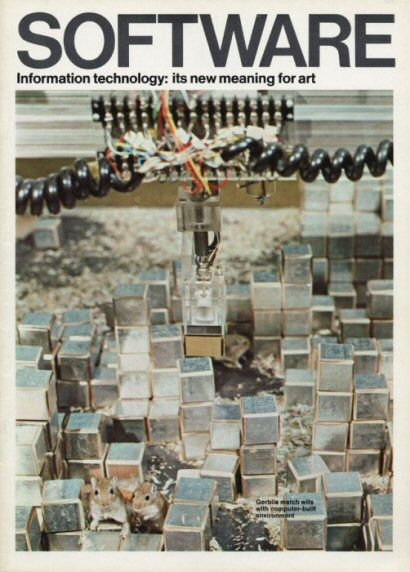 SOFTWARE
Information technology: its new meaning for art
Gerbils match wits
with computer-built
environment